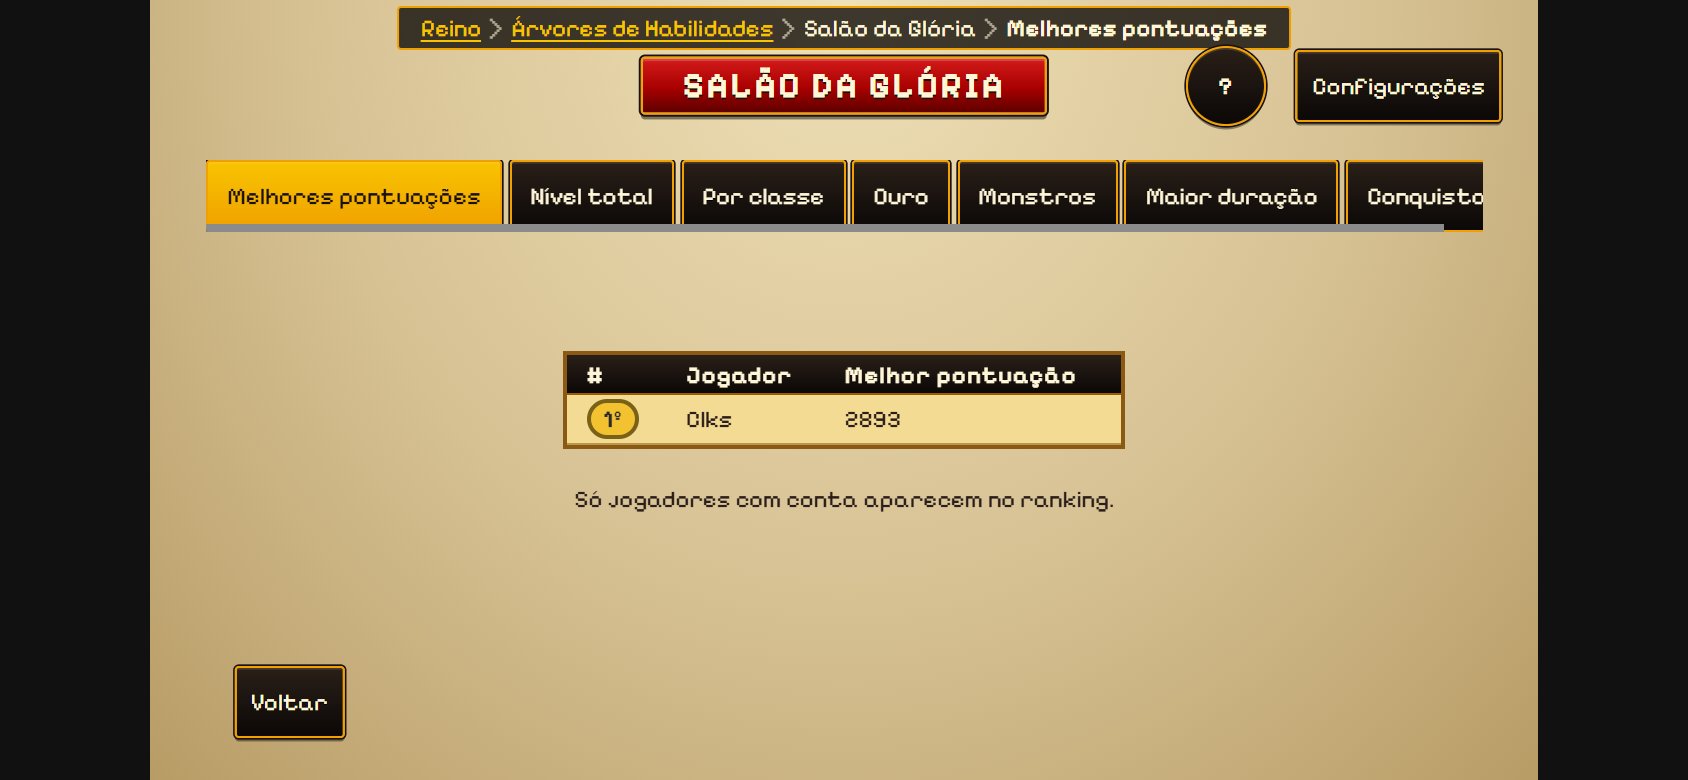 Reino > Árvores de Habilidades > Salão da Glória > Melhores pontuações
SALÃO DA GLÓRIA
?
Configurações
Melhores pontuações
Nível total
Por classe
Ouro
Monstros
Maior duração
Conquista
# Jogador Melhor pontuação
1º Clks 2893
Só jogadores com conta aparecem no ranking.
Voltar